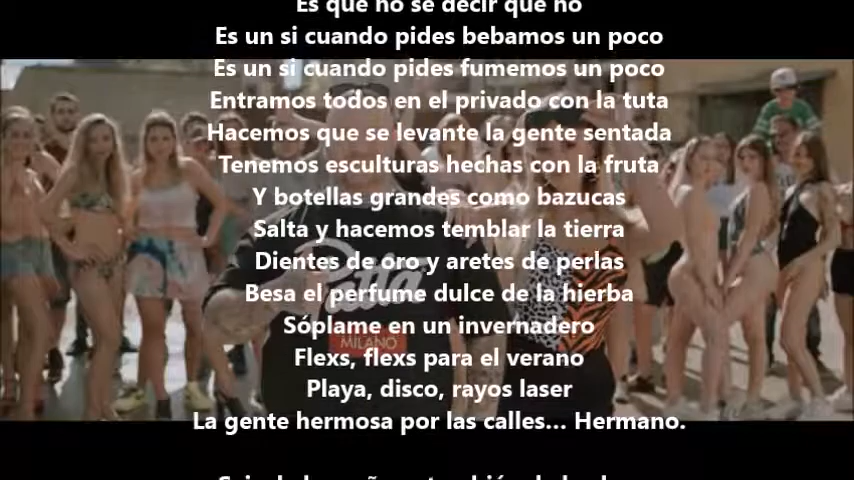 Es que no se decir que no
Es un si cuando pides bebamos un poco
Es un si cuando pides fumemos un poco
Entramos todos en el privado con la tuta
Hacemos que se levante la gente sentada
Tenemos esculturas hechas con la fruta
Y botellas grandes como bazucas
Salta y hacemos temblar la tierra
Dientes de oro y aretes de perlas
Besa el perfume dulce de la hierba
Sóplame en un invernadero
Flexs, flexs para el verano
Playa, disco, rayos laser
La gente hermosa por las calles... Hermano.
Patta
MILANO